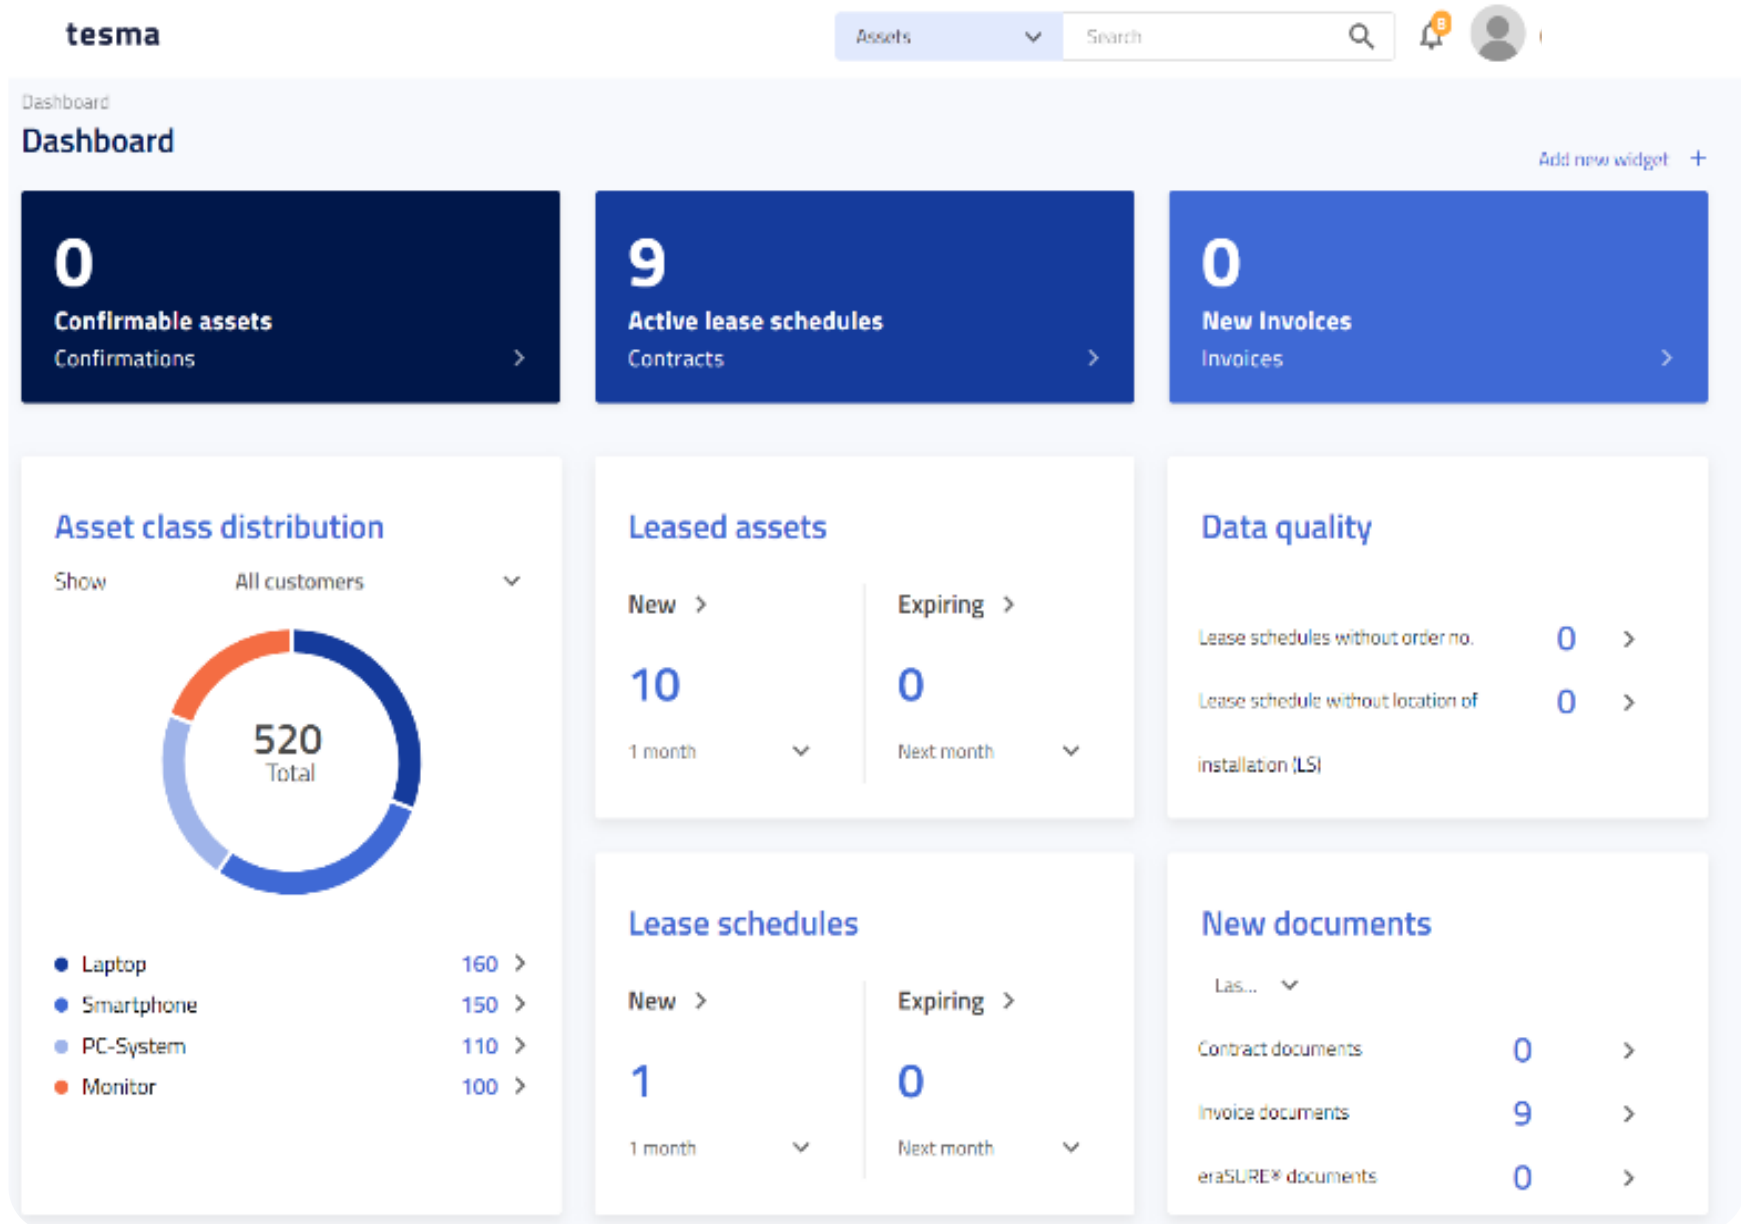 tesma
Assets
Search
8
Dashboard
Dashboard
Add new widget +
0
Confirmable assets
Confirmations
9
Active lease schedules
Contracts
0
New Invoices
Invoices
Asset class distribution
Show All customers
520
Total
Laptop 160
Smartphone 150
PC-System 110
Monitor 100
Leased assets
New
10
1 month
Expiring
0
Next month
Data quality
Lease schedules without order no. 0
Lease schedule without location of 0
installation (LS)
Lease schedules
New
1
1 month
Expiring
0
Next month
New documents
Las...
Contract documents 0
Invoice documents 9
eraSURE® documents 0